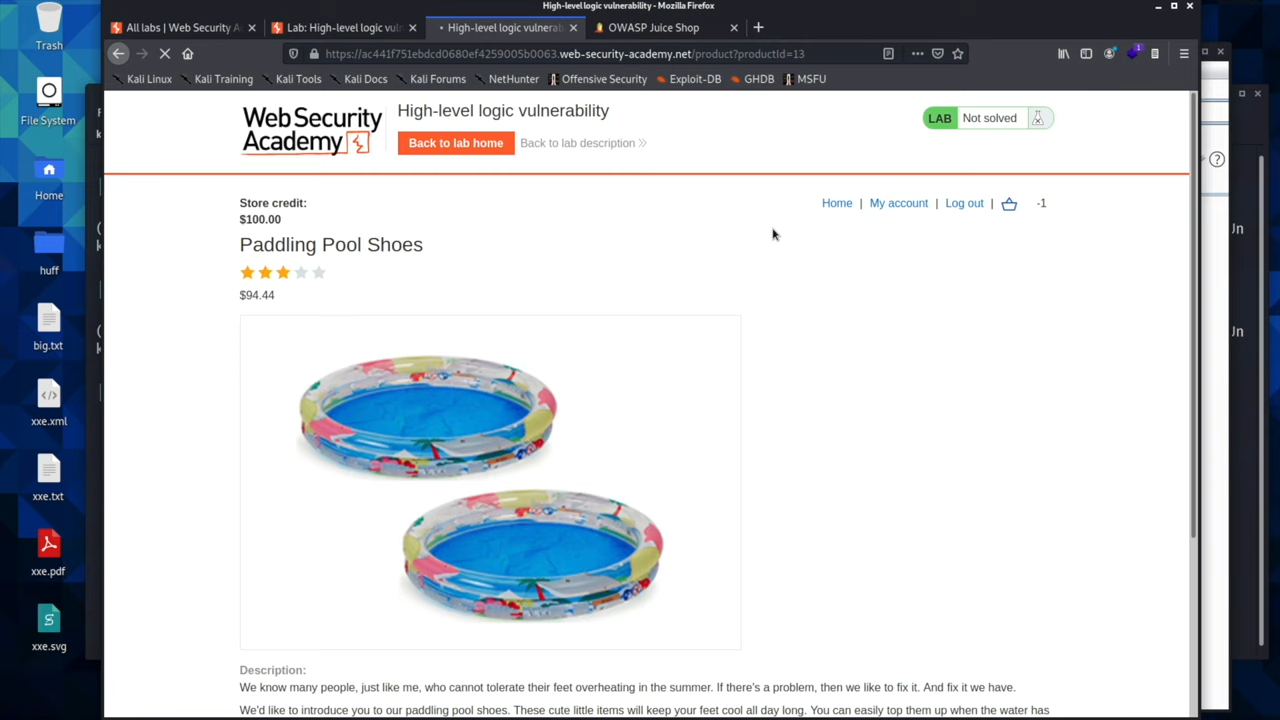 High-level logic vulnerability - Mozilla Firefox
All labs | Web Security A
Lab: High-level logic vuln
High-level logic vulnerab
OWASP Juice Shop
https://ac441f751ebdcd0680ef4259005b0063.web-security-academy.net/product?productId=13
1
Kali Linux
Kali Training
Kali Tools
Kali Docs
Kali Forums
NetHunter
Offensive Security
Exploit-DB
GHDB
MSFU
Trash
File System
Home
huff
big.txt
xxe.xml
xxe.txt
xxe.pdf
xxe.svg
Web Security
Academy
High-level logic vulnerability
Back to lab home
Back to lab description
LAB
Not solved
Store credit:
$100.00
Home | My account | Log out | -1
Paddling Pool Shoes
$94.44
Description:
We know many people, just like me, who cannot tolerate their feet overheating in the summer. If there's a problem, then we like to fix it. And fix it we have.
We'd like to introduce you to our paddling pool shoes. These cute little items will keep your feet cool all day long. You can easily top them up when the water has